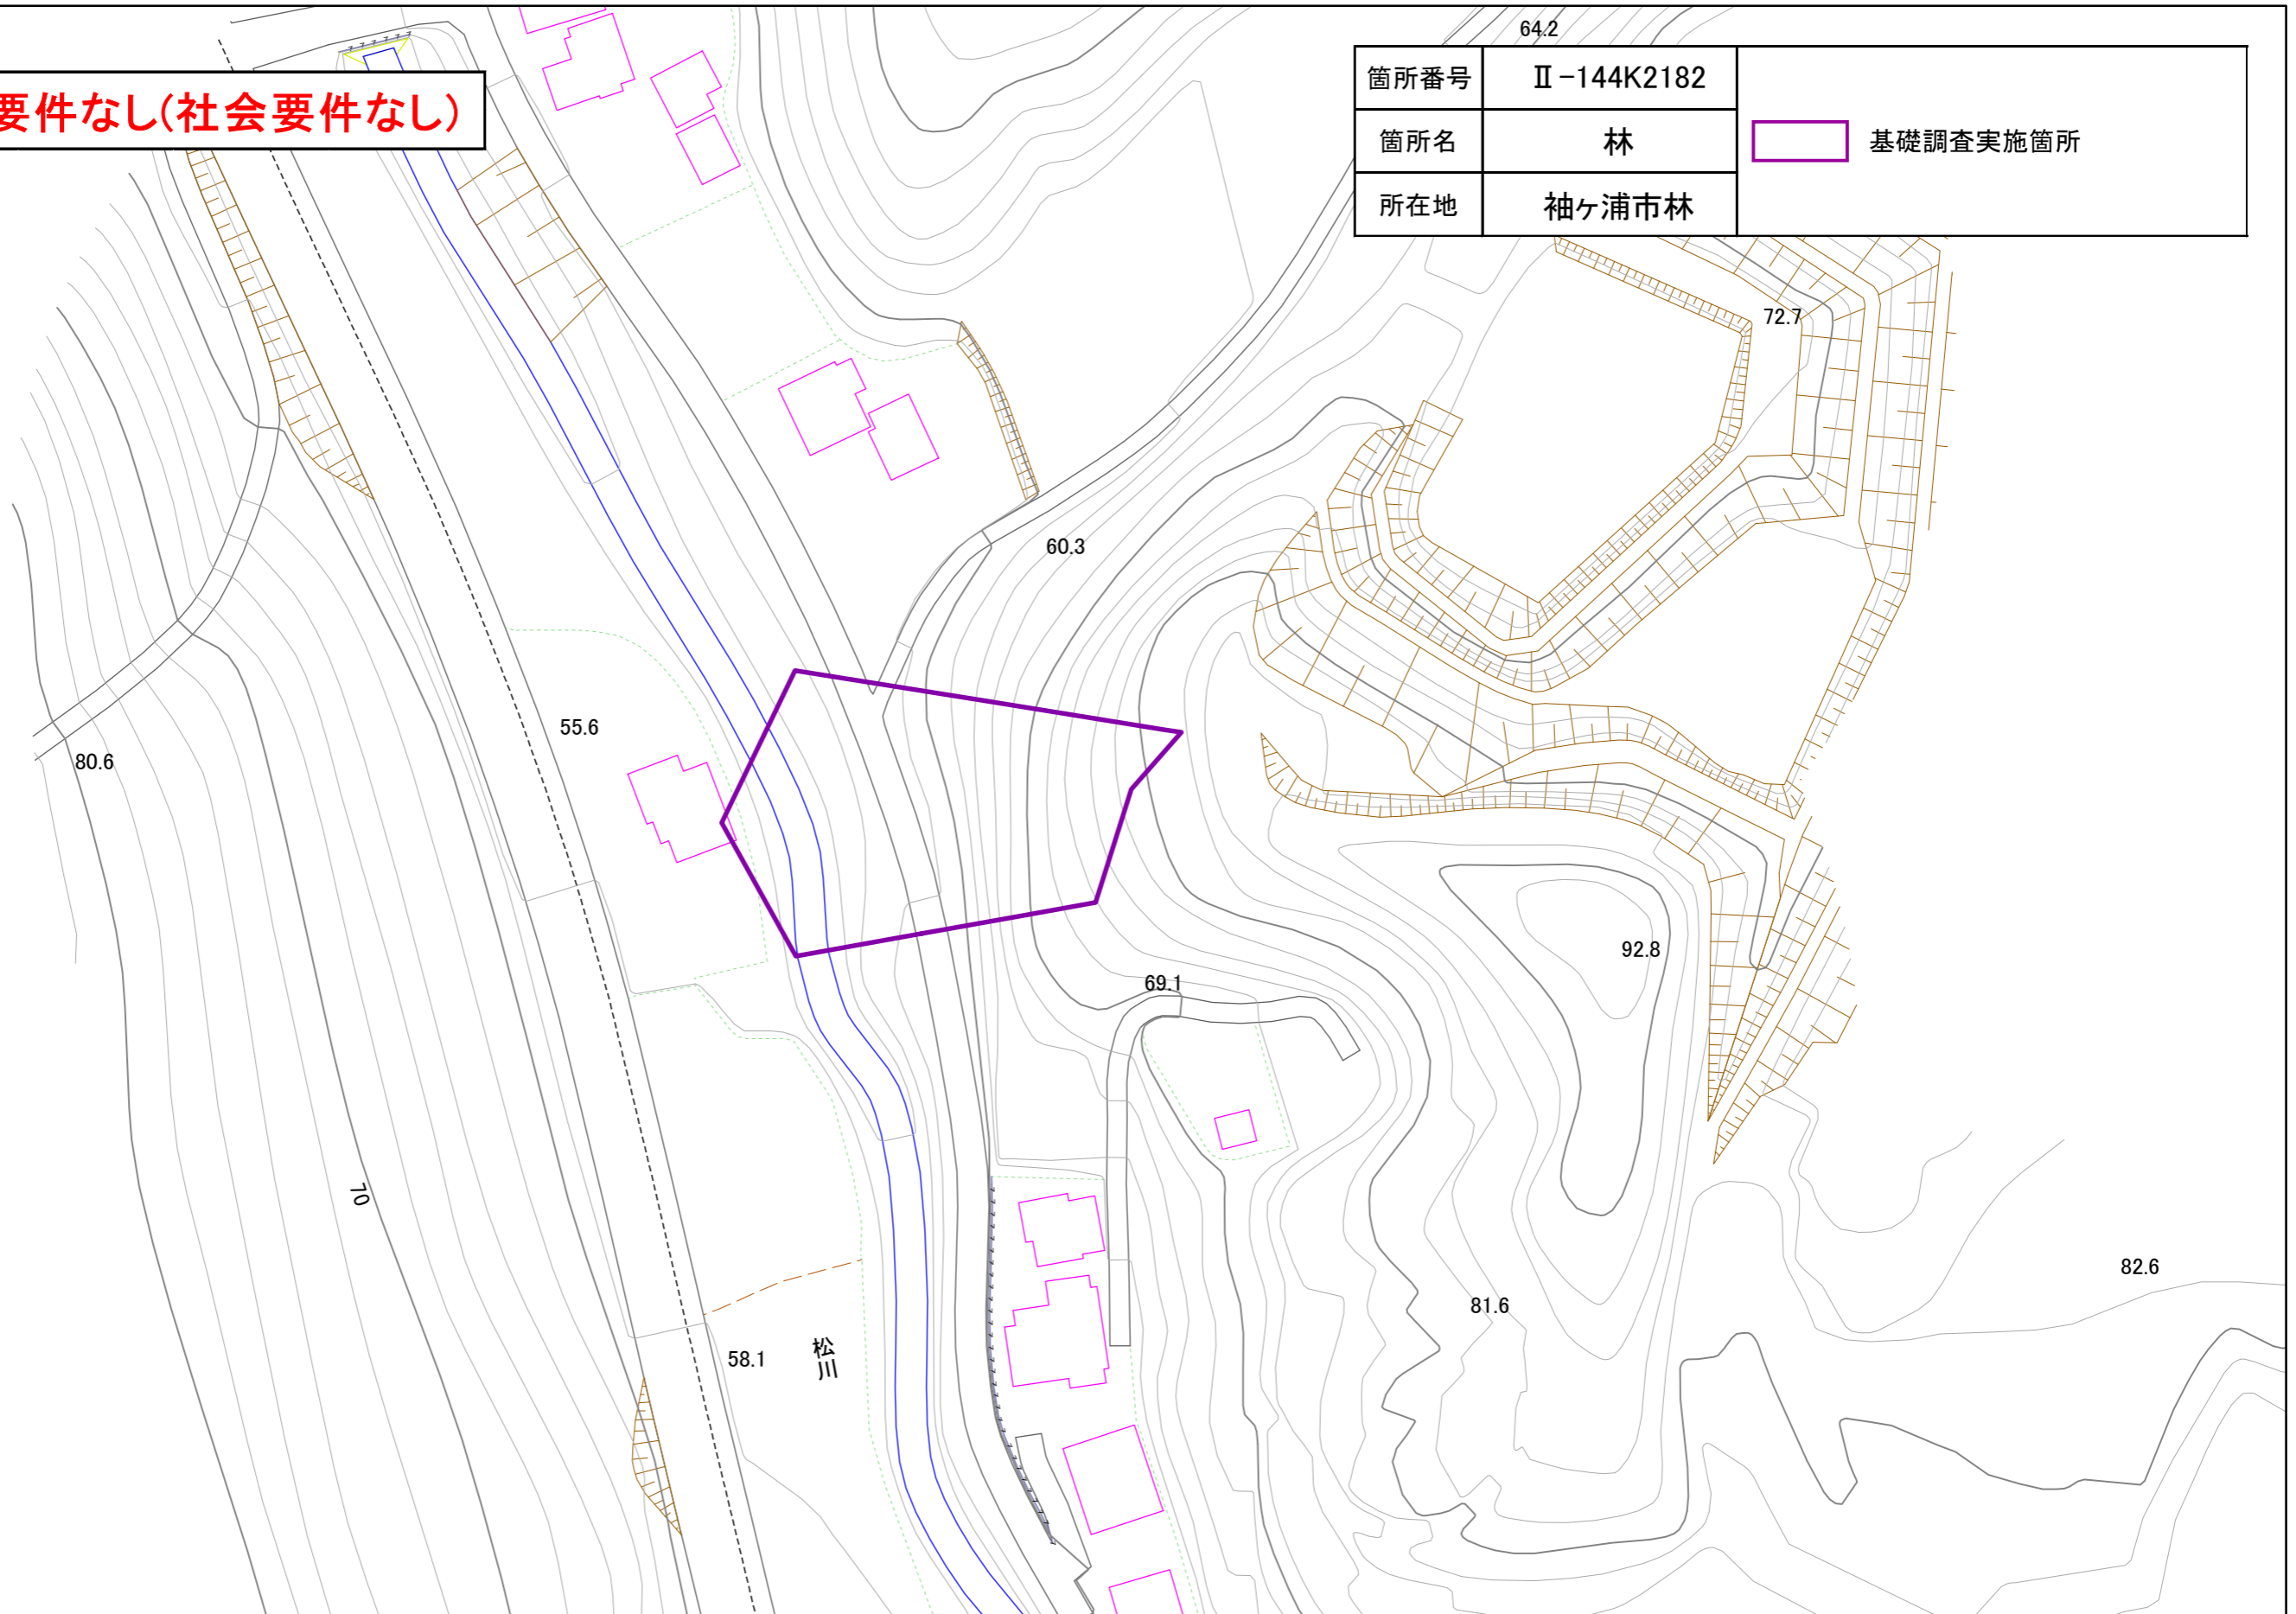 64.2
箇所番号 Ⅱ-144K2182
要件なし(社会要件なし)
箇所名 林
基礎調査実施箇所
所在地 袖ヶ浦市林
72.7
60.3
55.6
80.6
92.8
69.1
70
82.6
81.6
58.1
松川